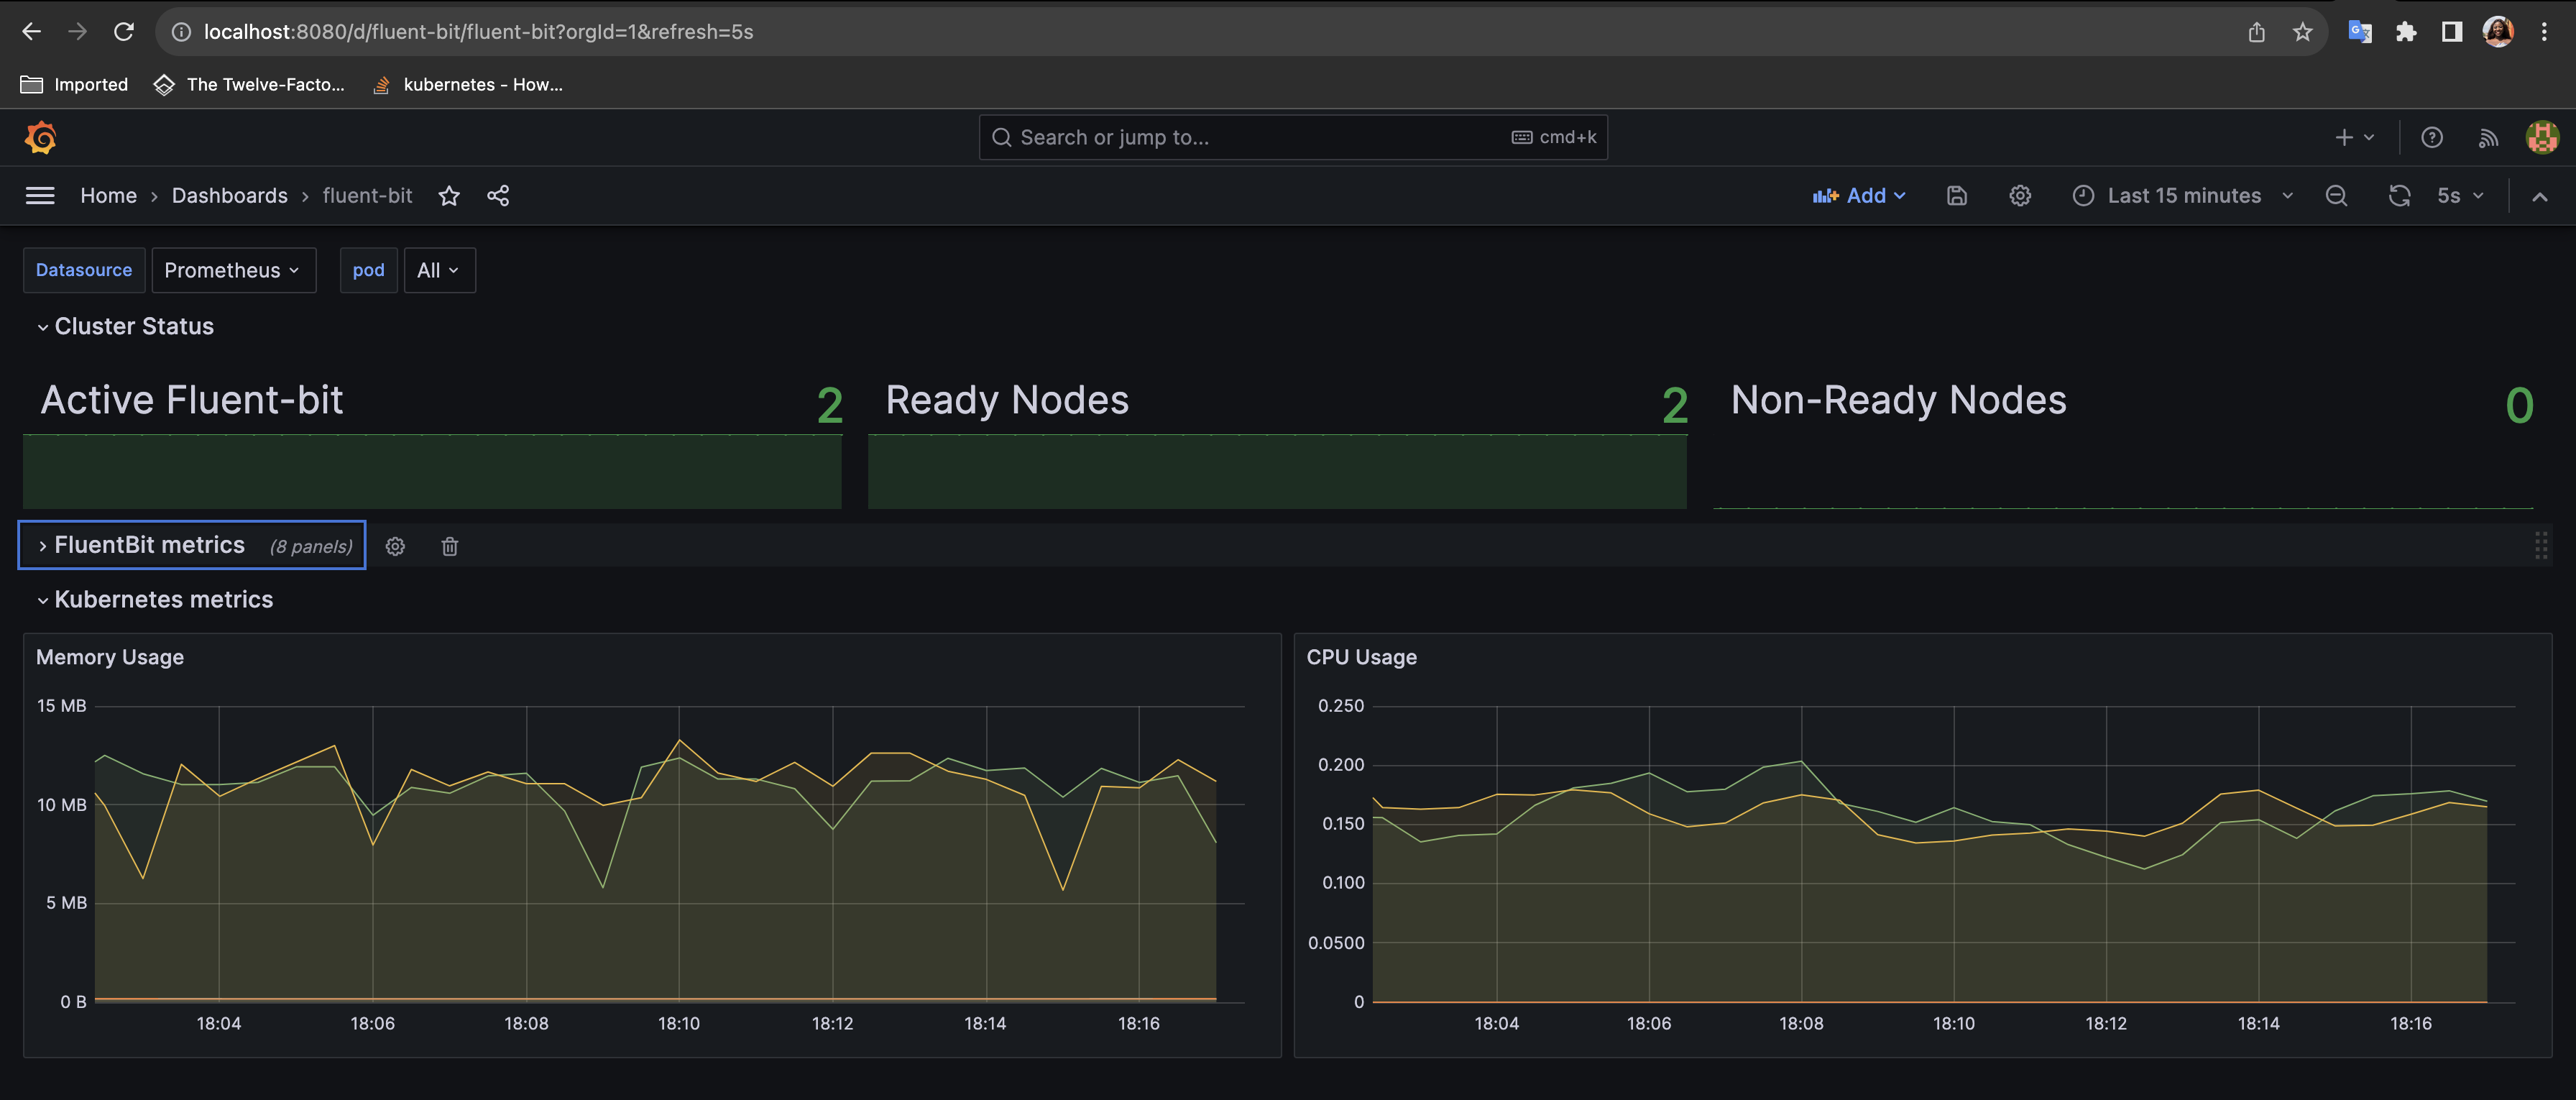 localhost:8080/d/fluent-bit/fluent-bit?orgId=1&refresh=5s
Imported
The Twelve-Facto...
kubernetes - How...
Search or jump to...
cmd+k
Home › Dashboards › fluent-bit
Add
Last 15 minutes
5s
Datasource
Prometheus
pod
All
Cluster Status
Active Fluent-bit
2
Ready Nodes
2
Non-Ready Nodes
0
FluentBit metrics (8 panels)
Kubernetes metrics
Memory Usage
15 MB
10 MB
5 MB
0 B
18:04 18:06 18:08 18:10 18:12 18:14 18:16
CPU Usage
0.250
0.200
0.150
0.100
0.0500
0
18:04 18:06 18:08 18:10 18:12 18:14 18:16